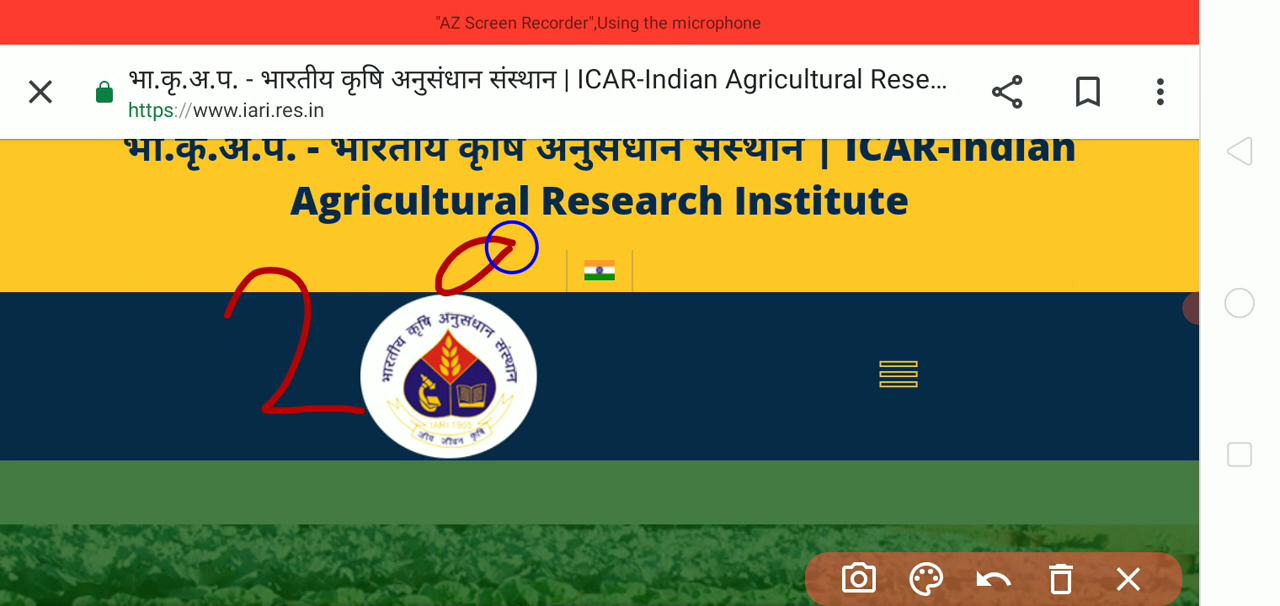 "AZ Screen Recorder",Using the microphone
भा.कृ.अ.प. - भारतीय कृषि अनुसंधान संस्थान | ICAR-Indian Agricultural Rese...
https://www.iari.res.in
भा.कृ.अ.प. - भारतीय कृषि अनुसंधान संस्थान | ICAR-Indian
Agricultural Research Institute
2
भारतीय कृषि अनुसंधान संस्थान
IARI 1905
जीय जीवन कृषि